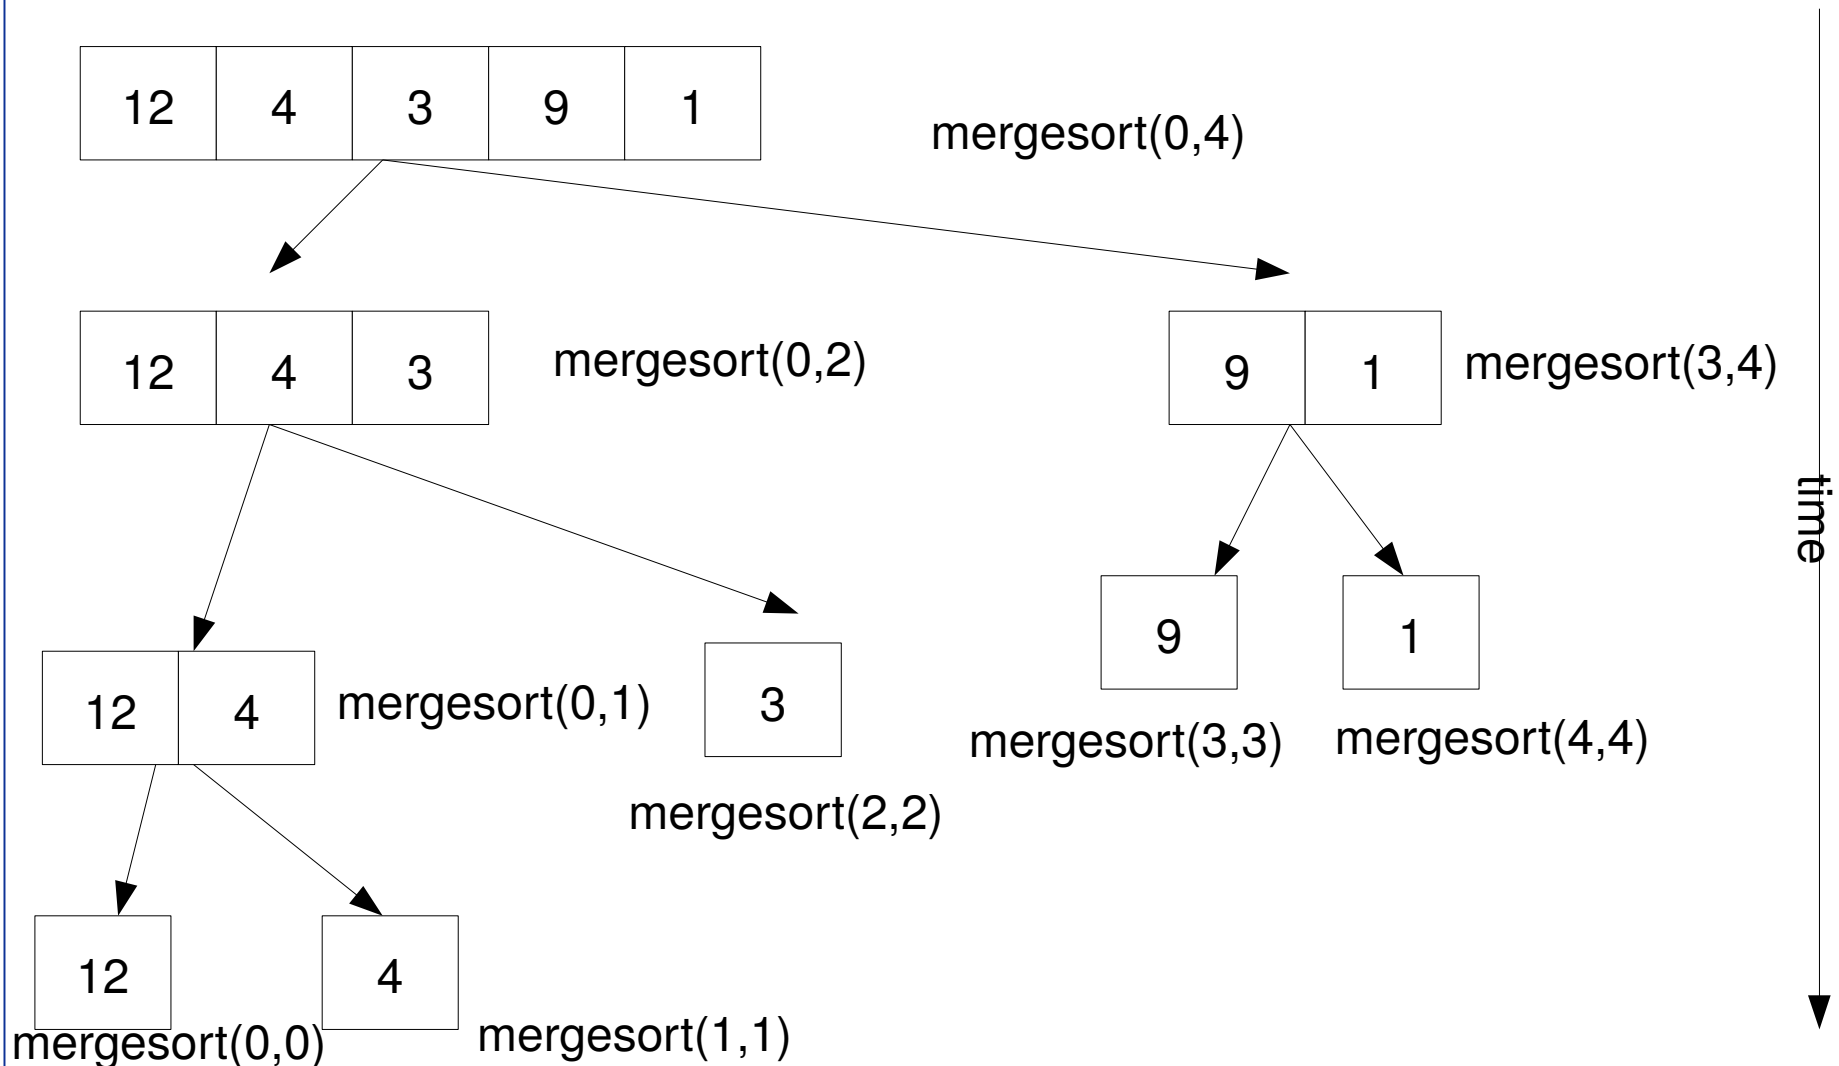 12 4 3 9 1
mergesort(0,4)
12 4 3
mergesort(0,2)
9 1
mergesort(3,4)
time
9
1
12 4
mergesort(0,1)
3
mergesort(3,3)
mergesort(4,4)
mergesort(2,2)
12
4
mergesort(0,0)
mergesort(1,1)